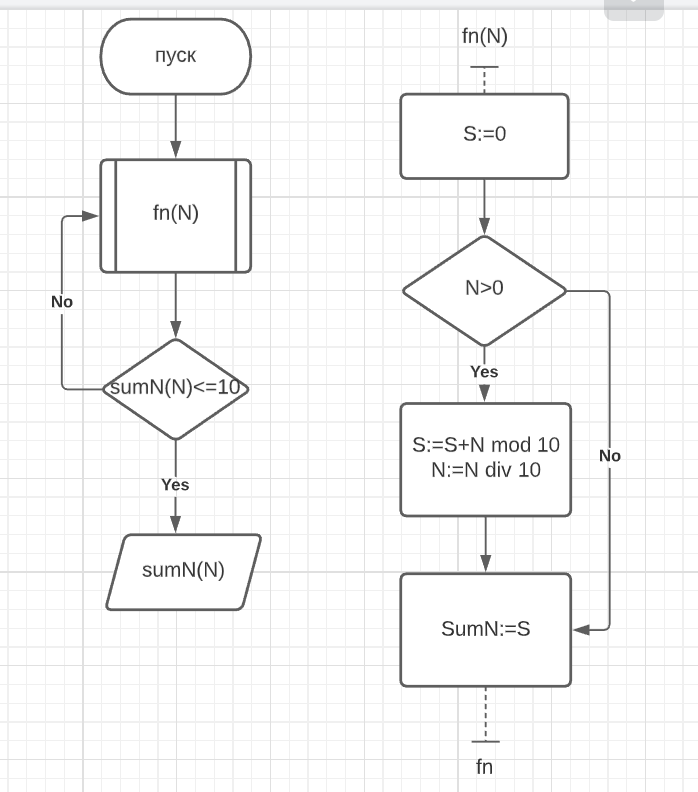 пуск
fn(N)
No
sumN(N)<=10
Yes
sumN(N)
fn(N)
S:=0
N>0
Yes
S:=S+N mod 10
N:=N div 10
No
SumN:=S
fn